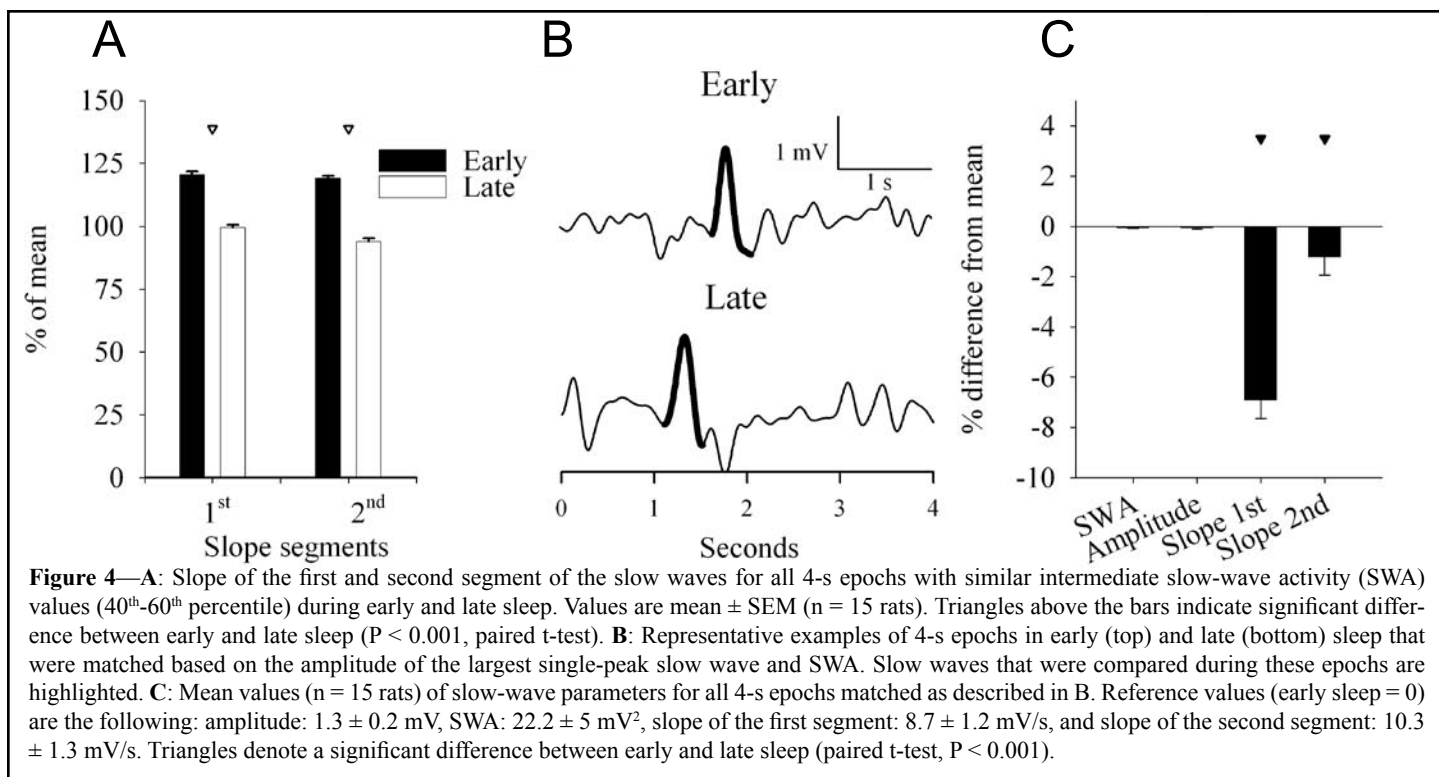 A
B
C
150
125
100
75
50
25
0
% of mean
Early
Late
1st
2nd
Slope segments
Early
1 mV
1 s
Late
0 1 2 3 4
Seconds
4
2
0
-2
-4
-6
-8
-10
% difference from mean
SWA
Amplitude
Slope 1st
Slope 2nd
Figure 4—A: Slope of the first and second segment of the slow waves for all 4-s epochs with similar intermediate slow-wave activity (SWA)
values (40th-60th percentile) during early and late sleep. Values are mean ± SEM (n = 15 rats). Triangles above the bars indicate significant differ-
ence between early and late sleep (P < 0.001, paired t-test). B: Representative examples of 4-s epochs in early (top) and late (bottom) sleep that
were matched based on the amplitude of the largest single-peak slow wave and SWA. Slow waves that were compared during these epochs are
highlighted. C: Mean values (n = 15 rats) of slow-wave parameters for all 4-s epochs matched as described in B. Reference values (early sleep = 0)
are the following: amplitude: 1.3 ± 0.2 mV, SWA: 22.2 ± 5 mV², slope of the first segment: 8.7 ± 1.2 mV/s, and slope of the second segment: 10.3
± 1.3 mV/s. Triangles denote a significant difference between early and late sleep (paired t-test, P < 0.001).